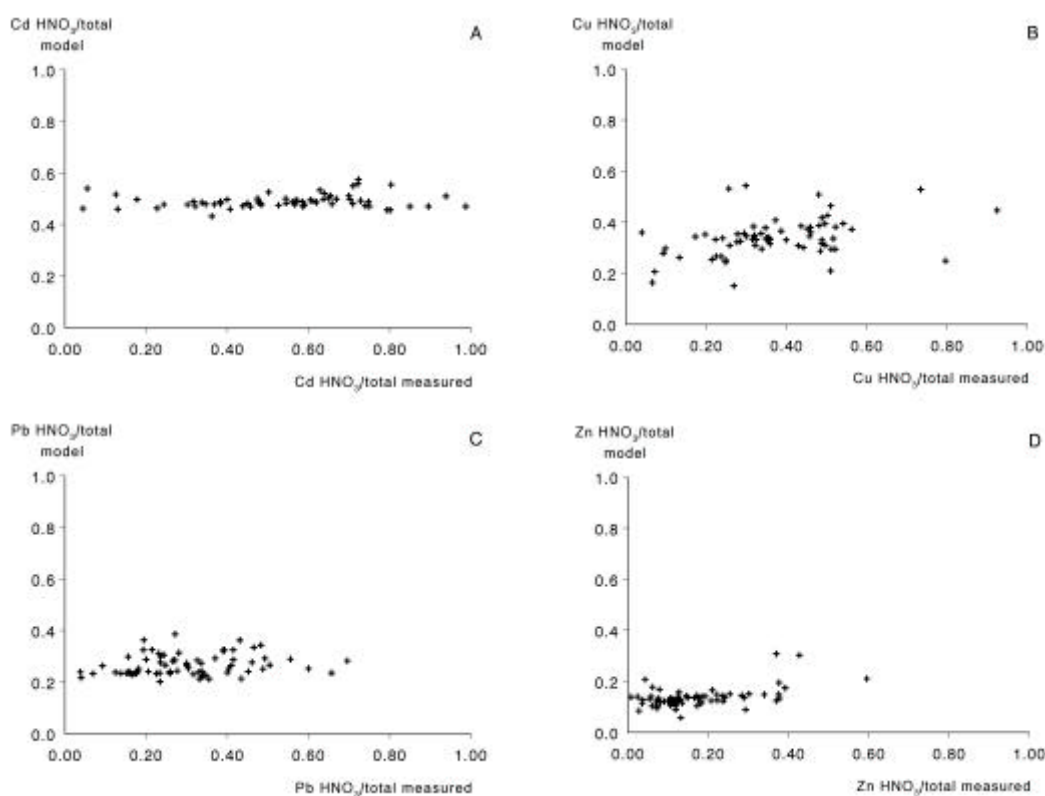 Cd HNO₃/total
model
A
1.0
0.8
0.6
0.4
0.2
0.0
0.00 0.20 0.40 0.60 0.80 1.00
Cd HNO₃/total measured
Cu HNO₃/total
model
B
1.0
0.8
0.6
0.4
0.2
0.0
0.00 0.20 0.40 0.60 0.80 1.00
Cu HNO₃/total measured
Pb HNO₃/total
model
C
1.0
0.8
0.6
0.4
0.2
0.0
0.00 0.20 0.40 0.60 0.80 1.00
Pb HNO₃/total measured
Zn HNO₃/total
model
D
1.0
0.8
0.6
0.4
0.2
0.0
0.00 0.20 0.40 0.60 0.80 1.00
Zn HNO₃/total measured